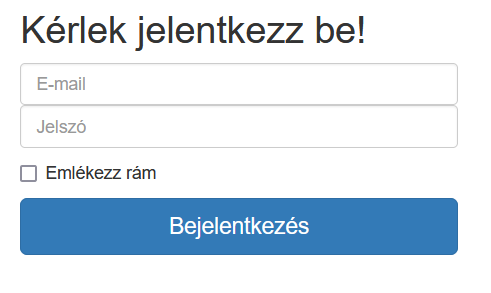 Kérlek jelentkezz be!
E-mail
Jelszó
Emlékezz rám
Bejelentkezés